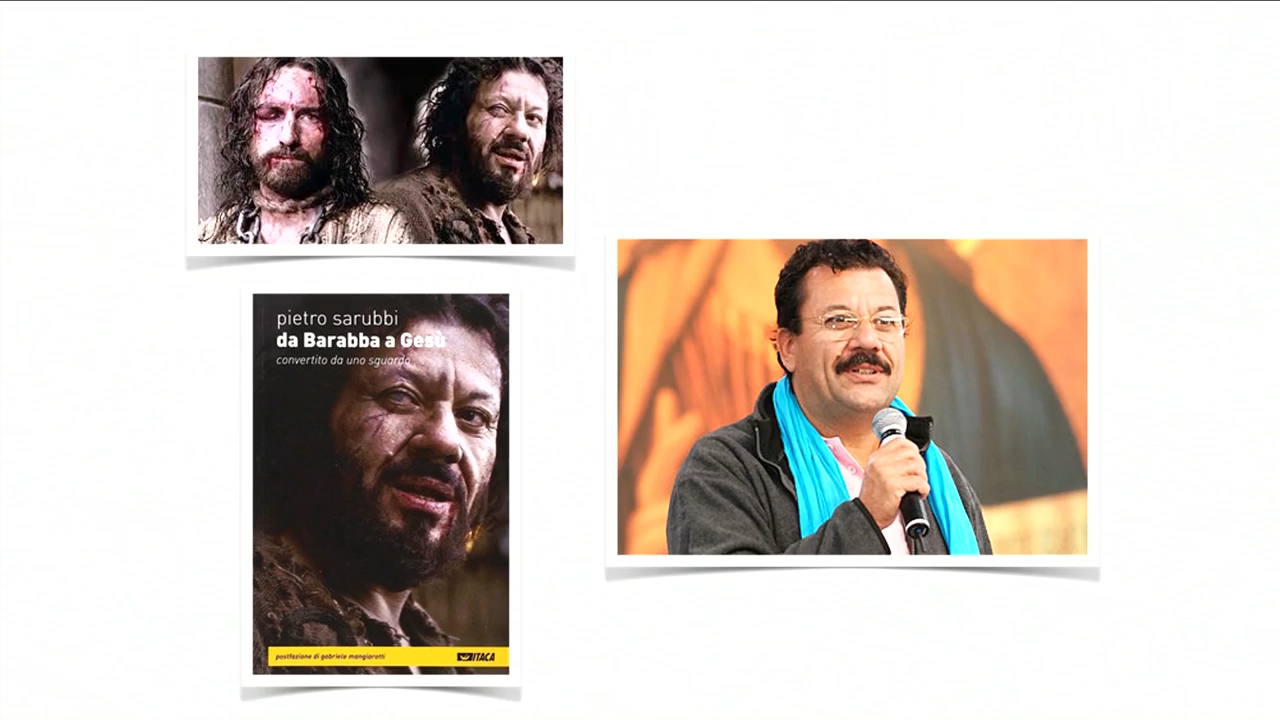 pietro sarubbi
da Barabba a Gesù
convertito da uno sguardo
postfazione di gabriele mangiarotti
ITACA